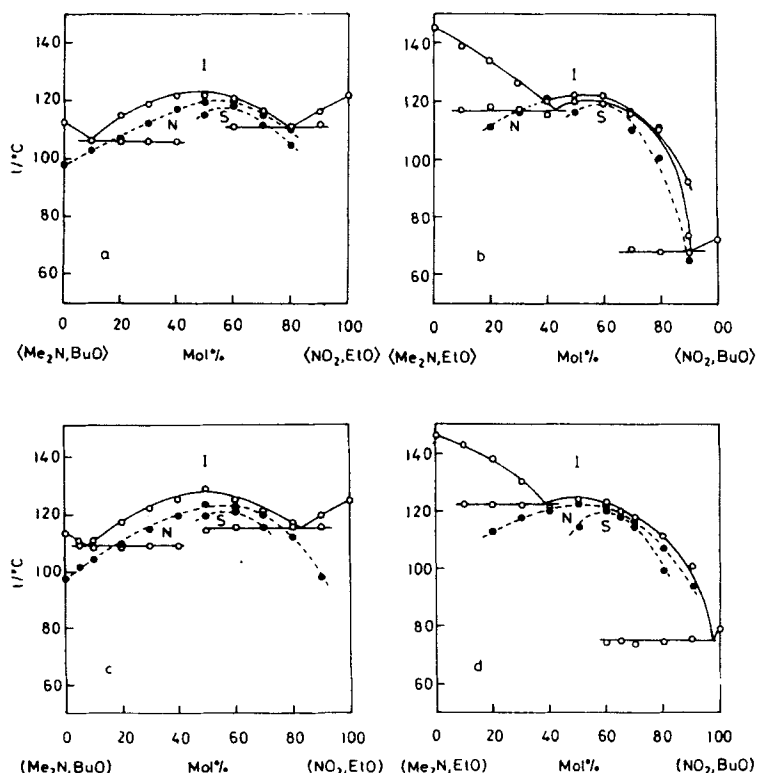 140
120
100
80
60
t/°C
I
N
S
a
0 20 40 60 80 100
⟨Me₂N,BuO⟩ Mol% ⟨NO₂,EtO⟩
140
120
100
80
60
I
N
S
b
0 20 40 60 80 00
⟨Me₂N,EtO⟩ Mol% ⟨NO₂,BuO⟩
140
120
100
80
60
I
N
S
c
0 20 40 60 80 100
(Me₂N,BuO) Mol% (NO₂,EtO)
140
120
100
80
60
I
N
S
d
0 20 40 60 80 100
(Me₂N,EtO) Mol% (NO₂,BuO)